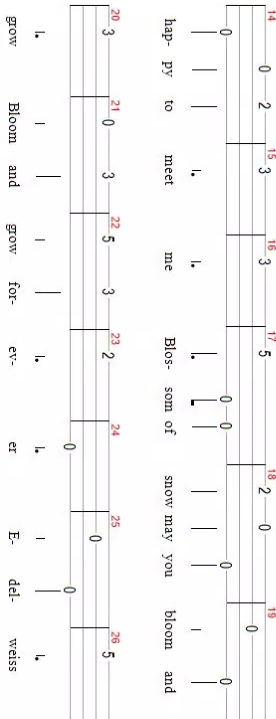 14 15 16 17 18 19
0 0 2 3 3 5 0 0 2 0 0 0 0
hap- py to meet me Blos- som of snow may you bloom and
20 21 22 23 24 25 26
3 0 3 5 3 2 0 0 0 5
grow Bloom and grow for- ev- er E- del- weiss